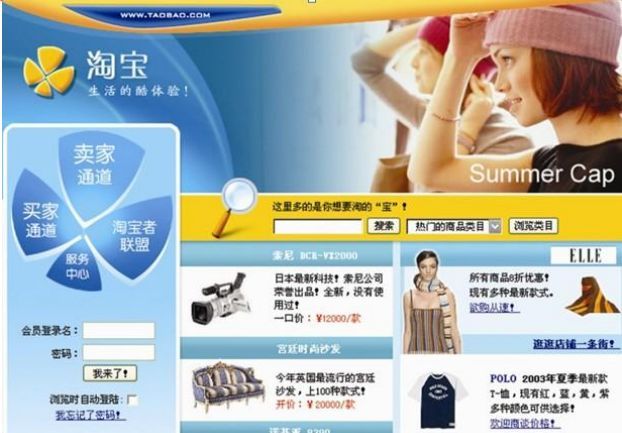 WWW.TAOBAO.COM
淘宝
生活的酷体验!
Summer Cap
卖家
通道
买家
通道
淘宝者
联盟
服务
中心
会员登录名:
密码:
我来了!
浏览时自动登陆:
我忘记了密码!
这里多的是你想要淘的“宝”!
搜索
热门的商品类目
浏览类目
索尼 DCR-VX2000
日本最新科技! 索尼公司
荣誉出品! 全新,没有使
用过!
一口价: ¥12000/款
宫廷时尚沙发
今年英国最流行的宫廷
沙发,上100种款式!
开价: ¥20000/款
ELLE
所有商品8折优惠!
现有多种最新款式。
欲购从速!
逛逛店铺一条街!
POLO 2003年夏季最新款
T-恤,现有红,蓝,黄,紫
多种颜色可供选择!
欢迎商谈价格!